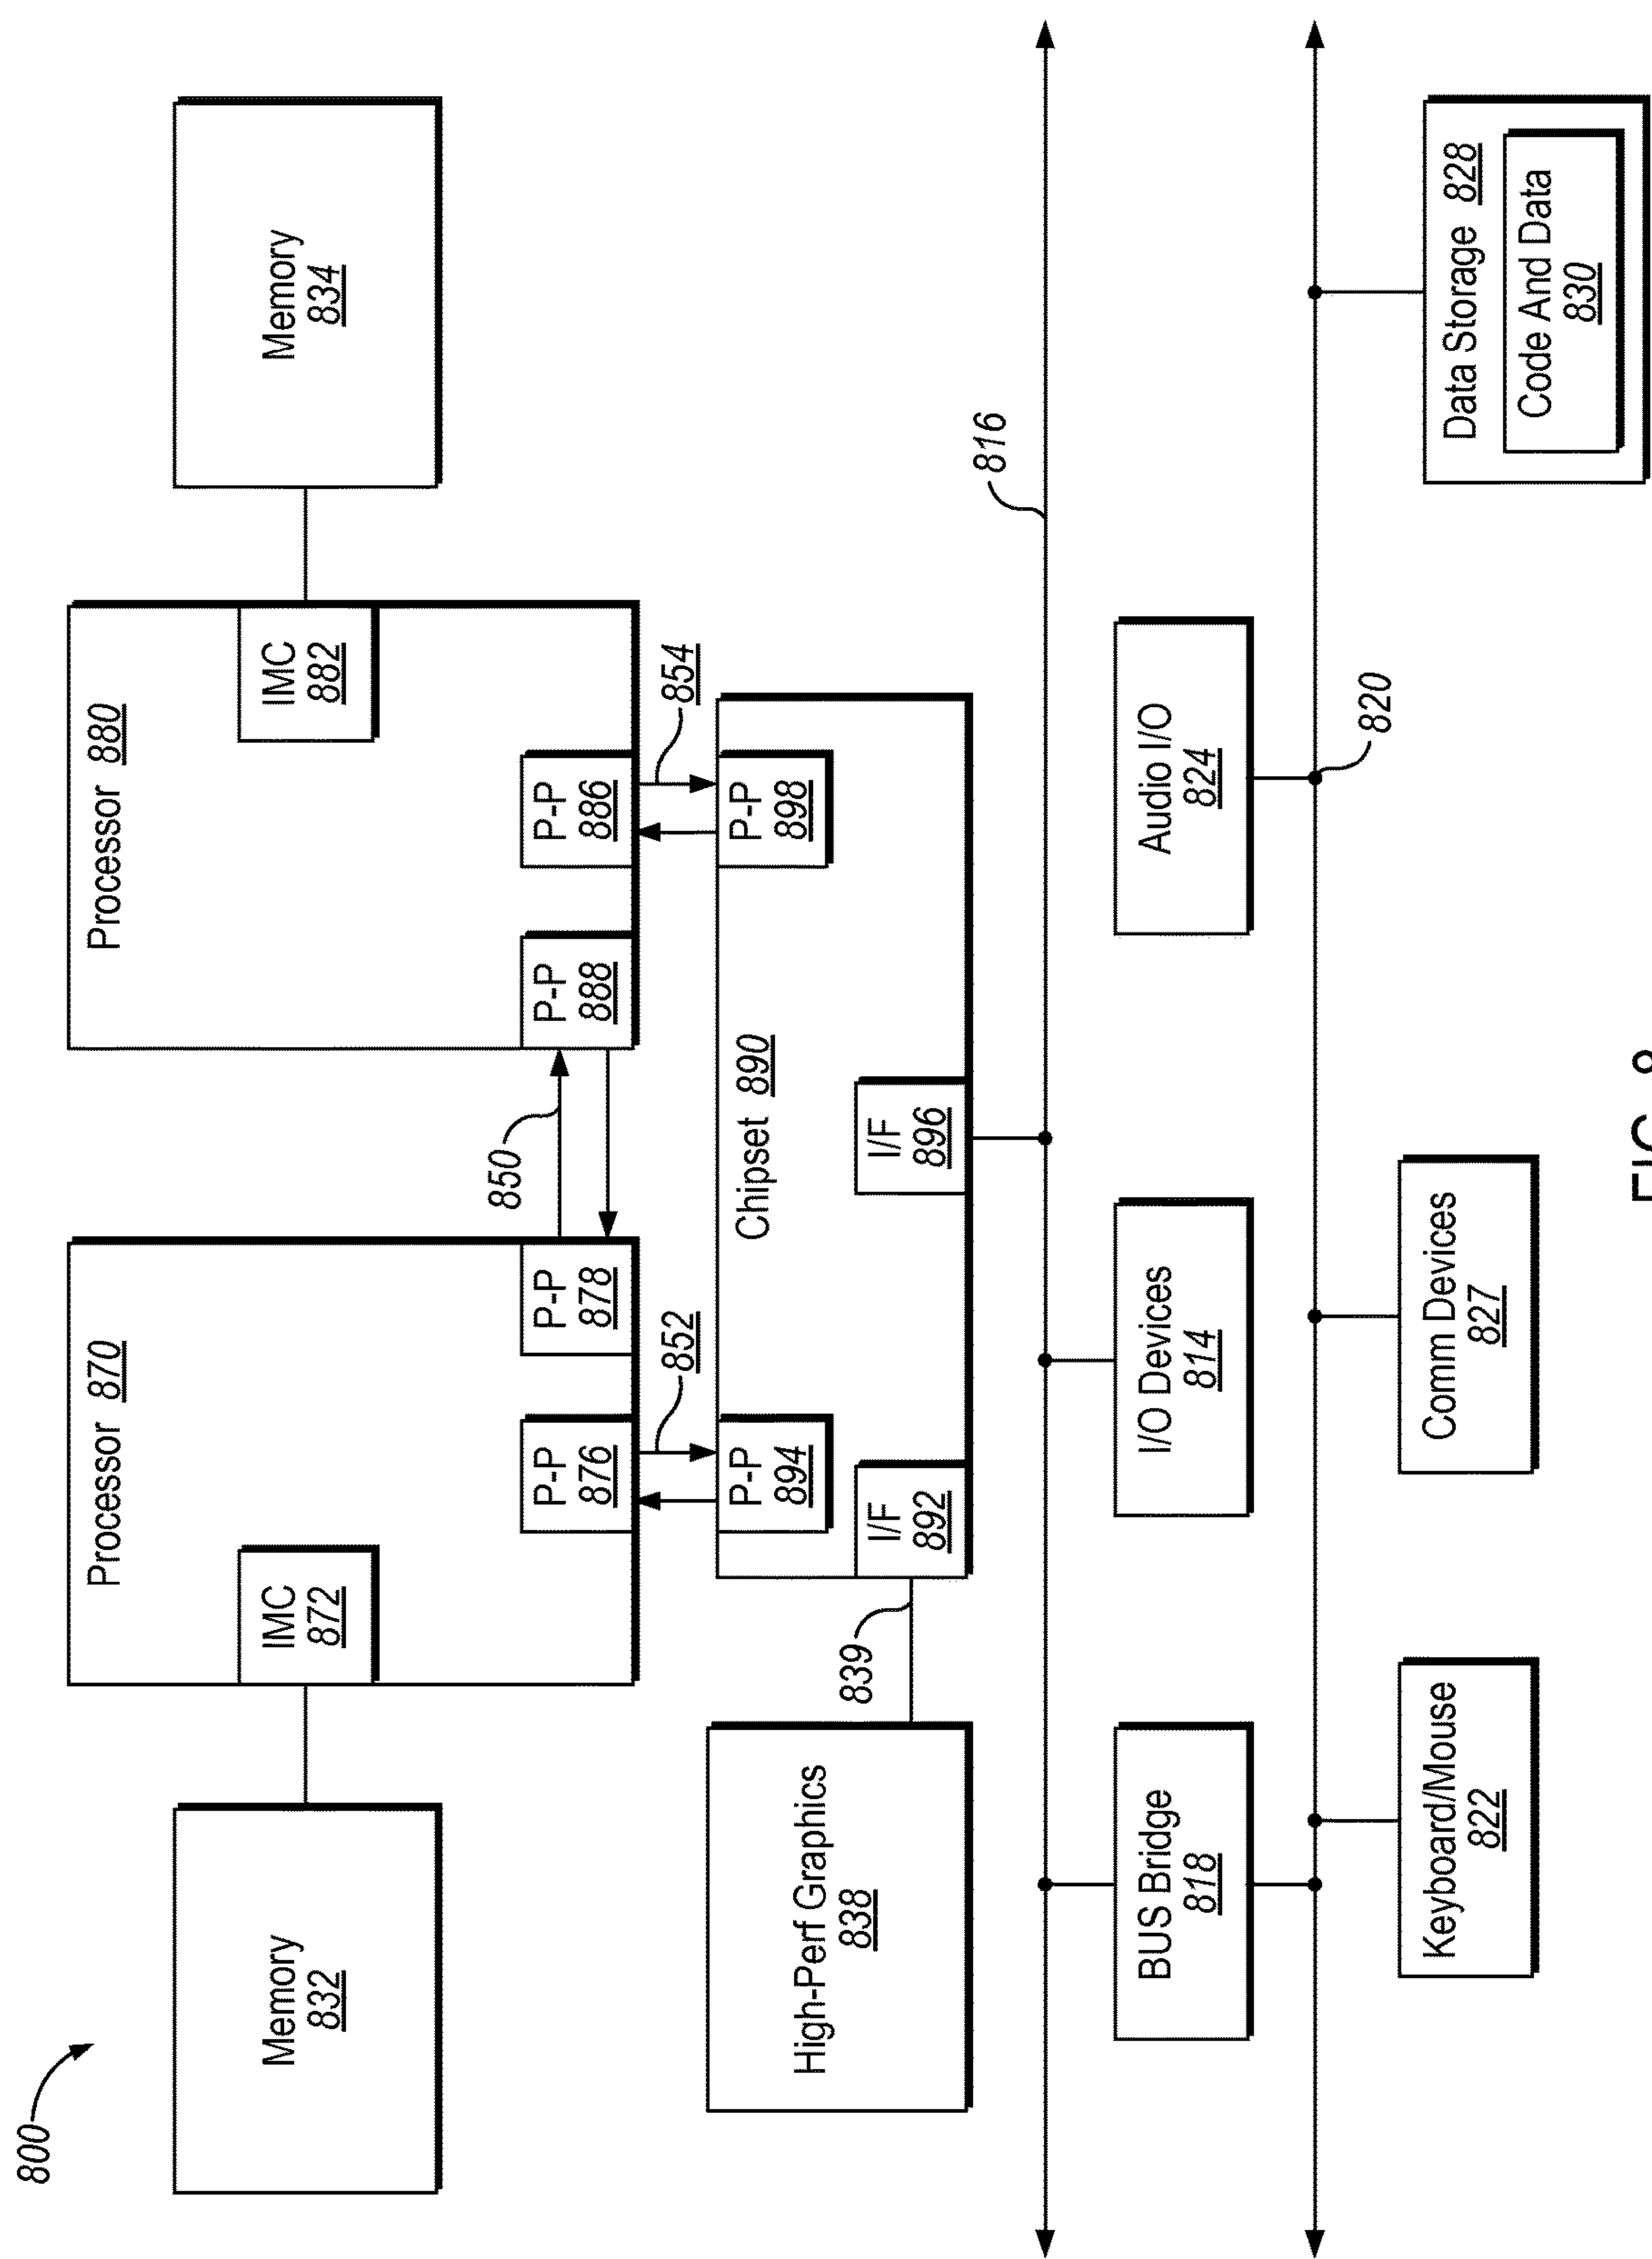 800
Memory
832
Processor 870
IMC
872
P-P
876
P-P
878
850
Processor 880
IMC
882
P-P
888
P-P
886
Memory
834
852
854
High-Perf Graphics
838
839
Chipset 890
P-P
894
P-P
898
I/F
892
I/F
896
816
BUS Bridge
818
I/O Devices
814
Audio I/O
824
820
Keyboard/Mouse
822
Comm Devices
827
Data Storage 828
Code And Data
830
FIG. 8